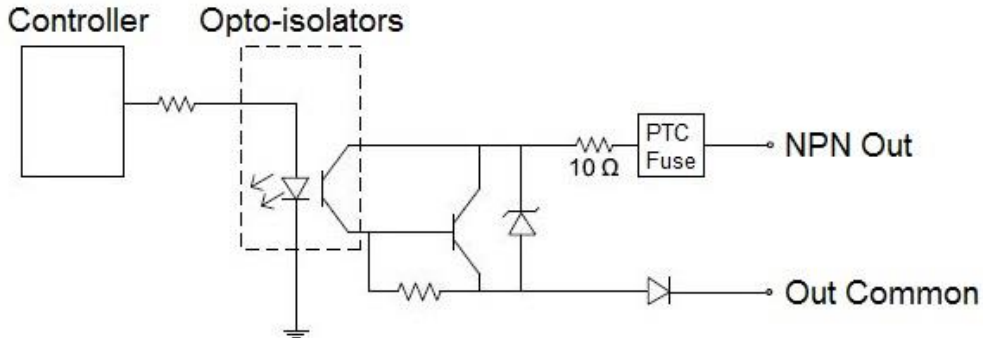 Controller
Opto-isolators
PTC
Fuse
10 Ω
NPN Out
Out Common